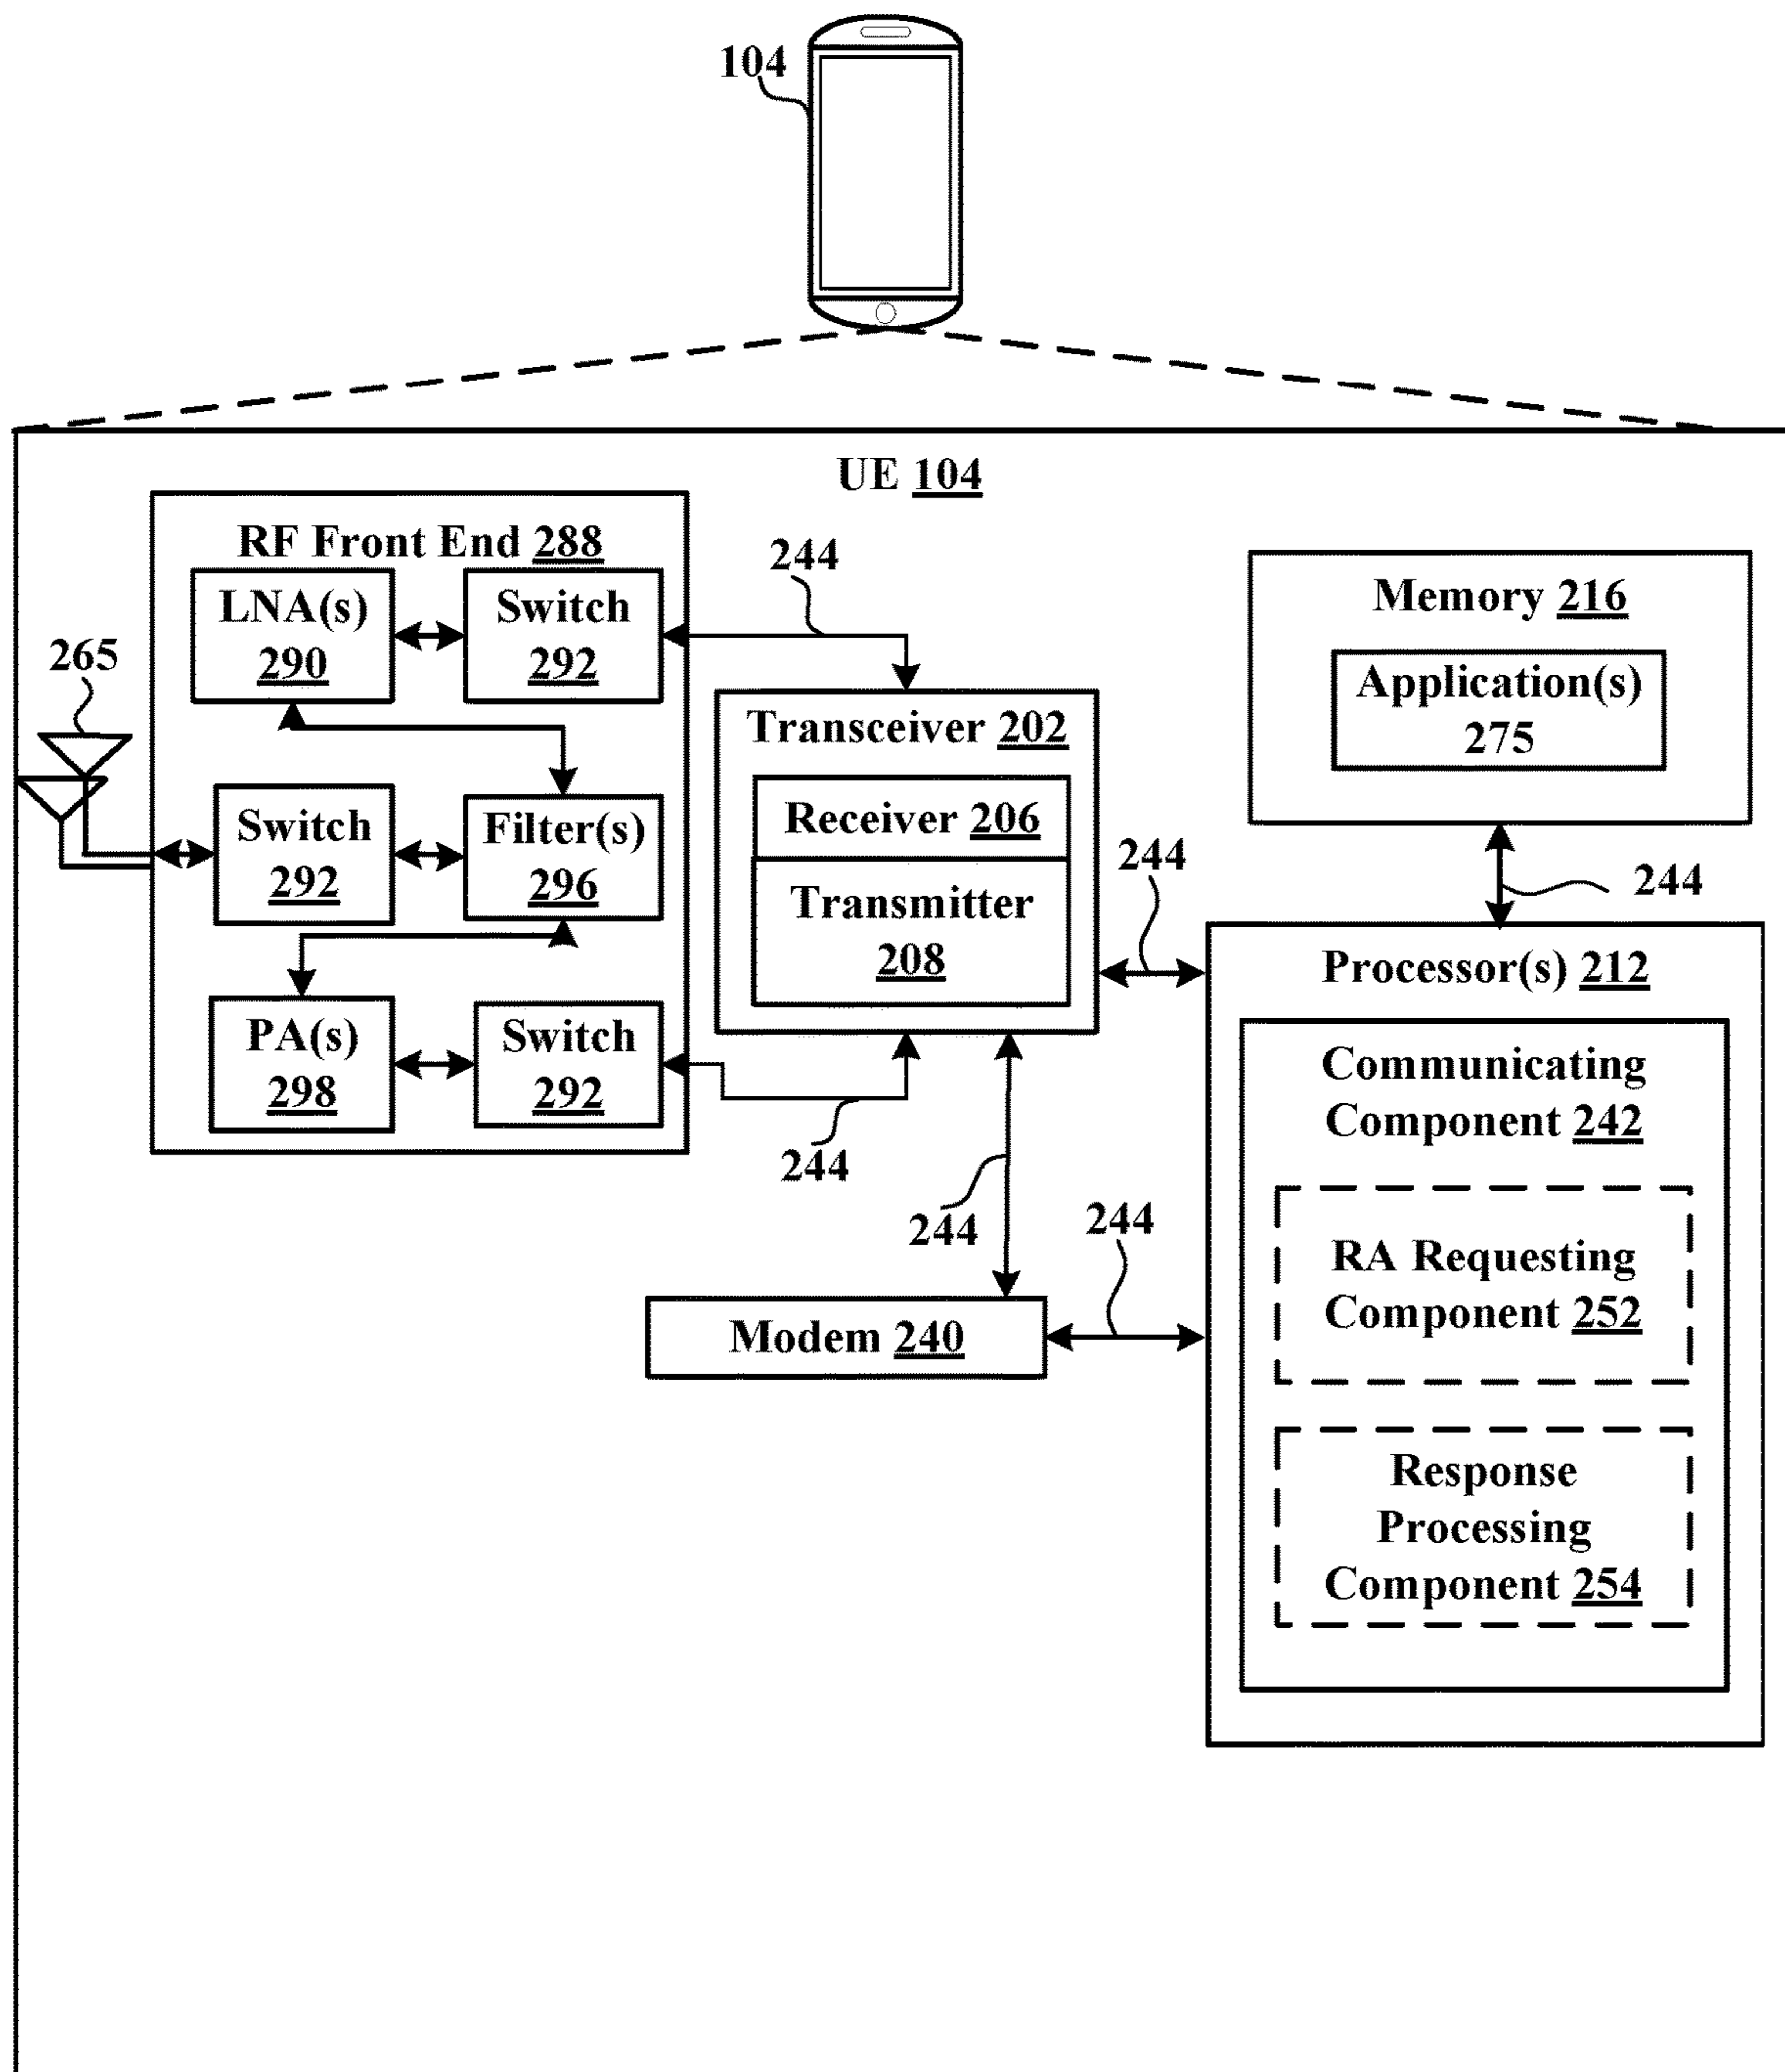 104
UE 104
RF Front End 288
LNA(s)
290
Switch
292
265
Switch
292
Filter(s)
296
PA(s)
298
Switch
292
244
Transceiver 202
Receiver 206
Transmitter
208
244
244
244
Modem 240
244
Memory 216
Application(s)
275
244
Processor(s) 212
Communicating
Component 242
RA Requesting
Component 252
Response
Processing
Component 254